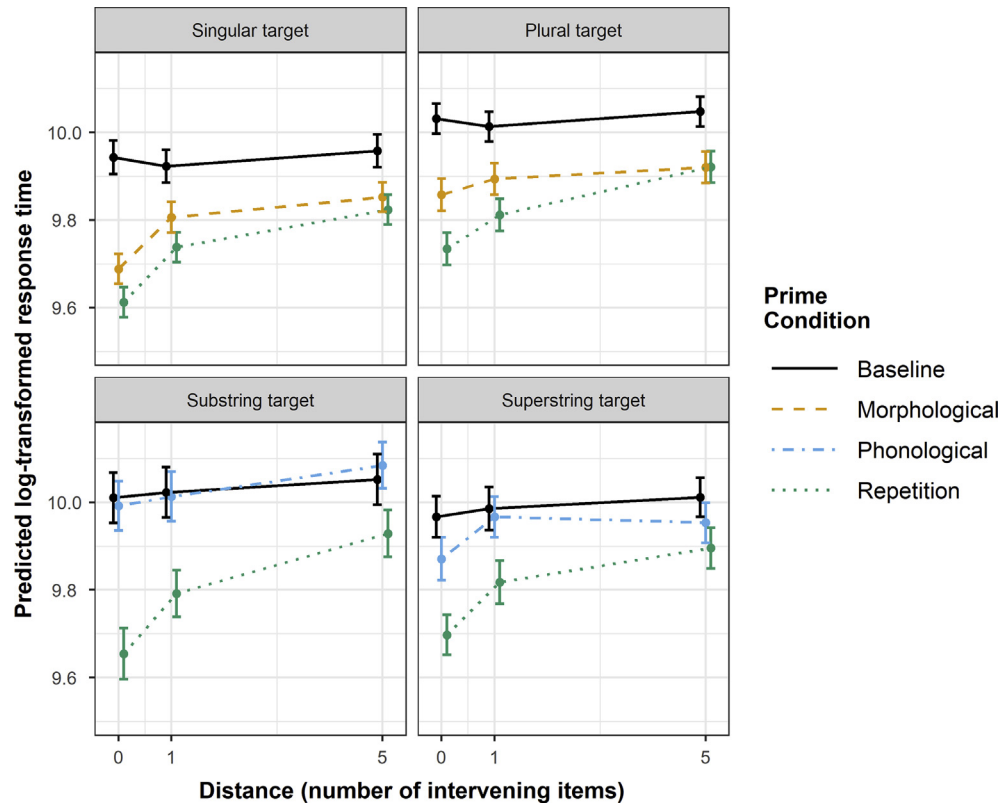 Singular target
Plural target
10.0
9.8
9.6
Substring target
Superstring target
10.0
9.8
9.6
0
1
5
0
1
5
Predicted log-transformed response time
Distance (number of intervening items)
Prime
Condition
Baseline
Morphological
Phonological
Repetition